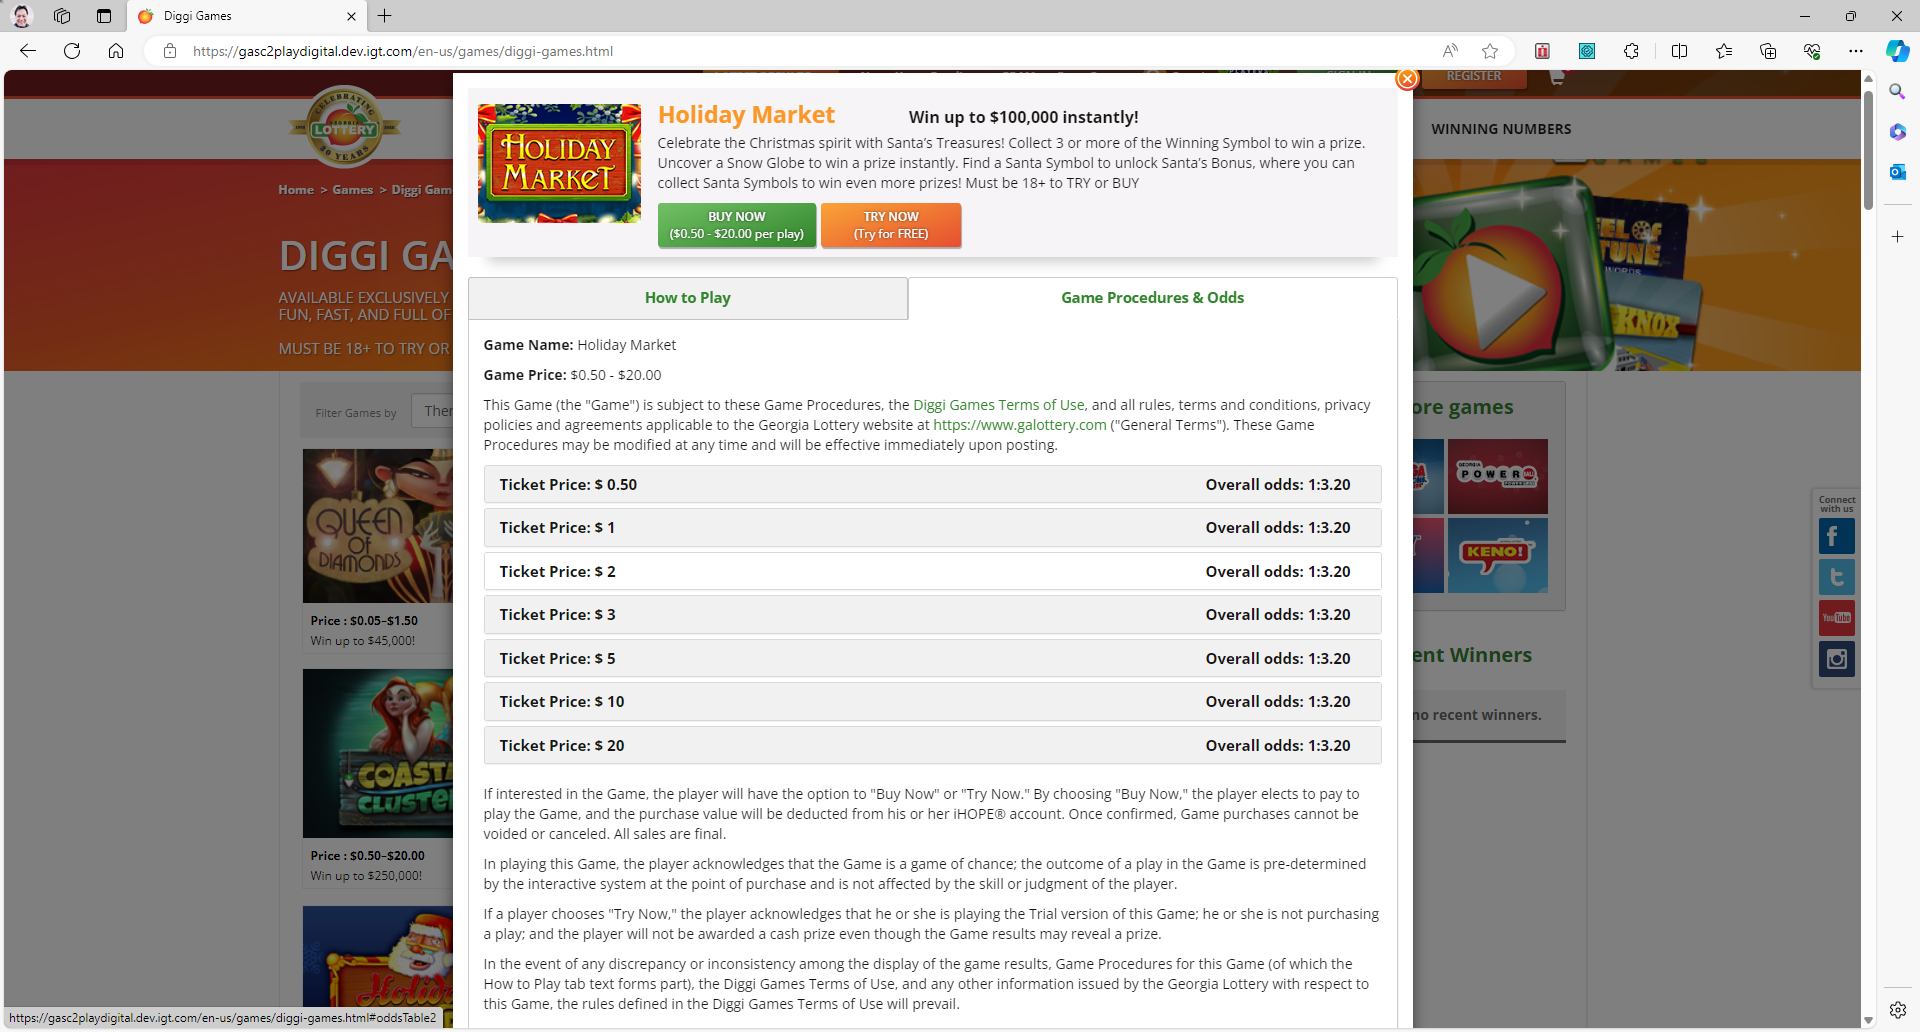 Diggi Games
https://gasc2playdigital.dev.igt.com/en-us/games/diggi-games.html
REGISTER
CELEBRATING
GEORGIA
LOTTERY
30 YEARS
WINNING NUMBERS
Home > Games > Diggi Gam
DIGGI GA
AVAILABLE EXCLUSIVELY
FUN, FAST, AND FULL OF
MUST BE 18+ TO TRY OR
HOLIDAY
MARKET
Holiday Market
Win up to $100,000 instantly!
Celebrate the Christmas spirit with Santa's Treasures! Collect 3 or more of the Winning Symbol to win a prize.
Uncover a Snow Globe to win a prize instantly. Find a Santa Symbol to unlock Santa's Bonus, where you can
collect Santa Symbols to win even more prizes! Must be 18+ to TRY or BUY
BUY NOW
($0.50 - $20.00 per play)
TRY NOW
(Try for FREE)
How to Play
Game Procedures & Odds
Game Name: Holiday Market
Game Price: $0.50 - $20.00
This Game (the "Game") is subject to these Game Procedures, the Diggi Games Terms of Use, and all rules, terms and conditions, privacy
policies and agreements applicable to the Georgia Lottery website at https://www.galottery.com ("General Terms"). These Game
Procedures may be modified at any time and will be effective immediately upon posting.
Ticket Price: $ 0.50 Overall odds: 1:3.20
Ticket Price: $ 1 Overall odds: 1:3.20
Ticket Price: $ 2 Overall odds: 1:3.20
Ticket Price: $ 3 Overall odds: 1:3.20
Ticket Price: $ 5 Overall odds: 1:3.20
Ticket Price: $ 10 Overall odds: 1:3.20
Ticket Price: $ 20 Overall odds: 1:3.20
If interested in the Game, the player will have the option to "Buy Now" or "Try Now." By choosing "Buy Now," the player elects to pay to
play the Game, and the purchase value will be deducted from his or her iHOPE® account. Once confirmed, Game purchases cannot be
voided or canceled. All sales are final.
In playing this Game, the player acknowledges that the Game is a game of chance; the outcome of a play in the Game is pre-determined
by the interactive system at the point of purchase and is not affected by the skill or judgment of the player.
If a player chooses "Try Now," the player acknowledges that he or she is playing the Trial version of this Game; he or she is not purchasing
a play; and the player will not be awarded a cash prize even though the Game results may reveal a prize.
In the event of any discrepancy or inconsistency among the display of the game results, Game Procedures for this Game (of which the
How to Play tab text forms part), the Diggi Games Terms of Use, and any other information issued by the Georgia Lottery with respect to
this Game, the rules defined in the Diggi Games Terms of Use will prevail.
Filter Games by
Ther
QUEEN
OF
DIAMONDS
Price : $0.05-$1.50
Win up to $45,000!
COASTA
CLUSTER
Price : $0.50-$20.00
Win up to $250,000!
Holid
EL OF
TUNE
WORDS
KNOX
ore games
GEORGIA
POWER
BALL
KENO!
ent Winners
no recent winners.
Connect
with us
f
t
YouTube
https://gasc2playdigital.dev.igt.com/en-us/games/diggi-games.html#oddsTable2